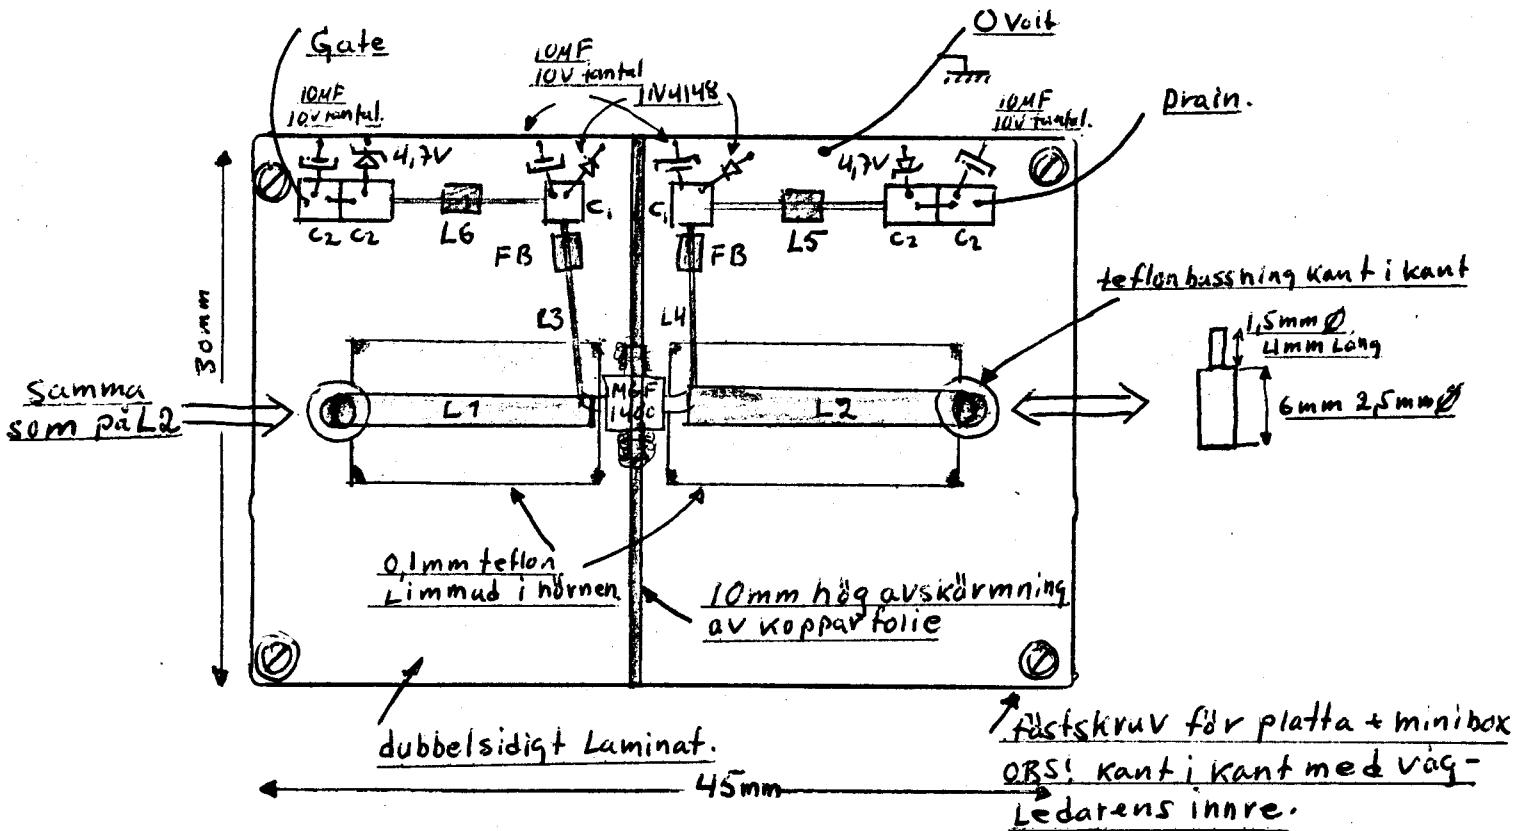 Gate
10MF
10V tantal.
10MF
10V tantal
1N4148
0 Volt
10MF
10V tantal.
Drain.
4,7V
4,7V
C2 C2
L6
C1
C1
L5
C2 C2
FB
FB
teflonbussning kant i kant
30mm
L3
L4
1,5mm Ø
4mm Lång
6mm 2,5mm Ø
Samma
som på L2
L1
MGF
1400
L2
0,1mm teflon
Limmad i hörnen
10mm hög avskärmning
av kopparfolie
dubbelsidigt Laminat.
fästskruv för platta + minibox
OBS! kant i kant med våg-
Ledarens innre.
45mm